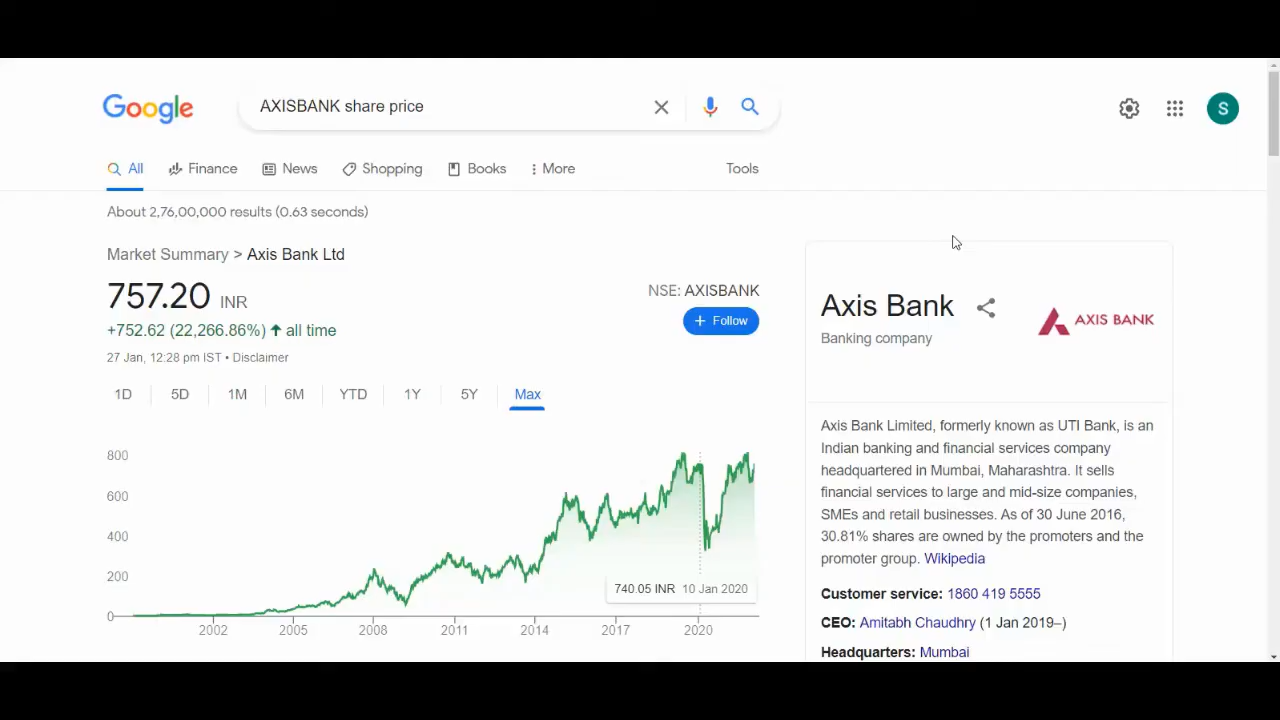 Google
AXISBANK share price
S
All Finance News Shopping Books More Tools
About 2,76,00,000 results (0.63 seconds)
Market Summary > Axis Bank Ltd
757.20 INR
+752.62 (22,266.86%) ↑ all time
27 Jan, 12:28 pm IST • Disclaimer
NSE: AXISBANK
+ Follow
1D 5D 1M 6M YTD 1Y 5Y Max
800
600
400
200
0
740.05 INR 10 Jan 2020
2002 2005 2008 2011 2014 2017 2020
Axis Bank
Banking company
AXIS BANK
Axis Bank Limited, formerly known as UTI Bank, is an
Indian banking and financial services company
headquartered in Mumbai, Maharashtra. It sells
financial services to large and mid-size companies,
SMEs and retail businesses. As of 30 June 2016,
30.81% shares are owned by the promoters and the
promoter group. Wikipedia
Customer service: 1860 419 5555
CEO: Amitabh Chaudhry (1 Jan 2019–)
Headquarters: Mumbai